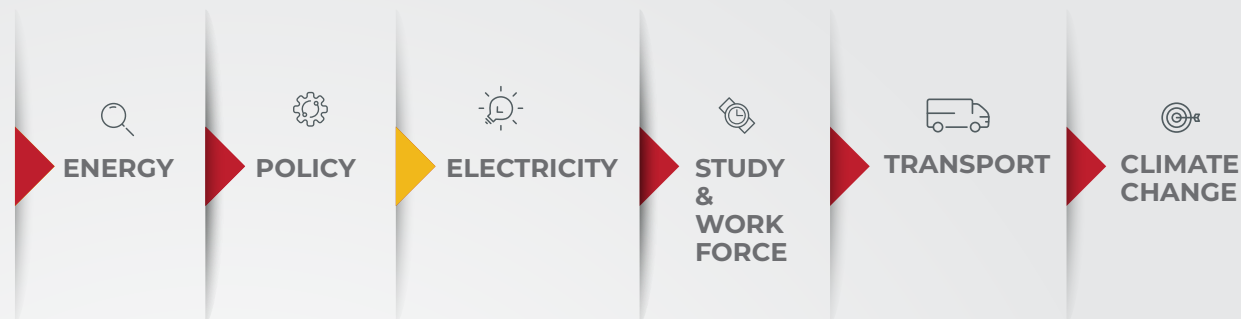 ENERGY
POLICY
ELECTRICITY
STUDY
&
WORK
FORCE
TRANSPORT
CLIMATE
CHANGE